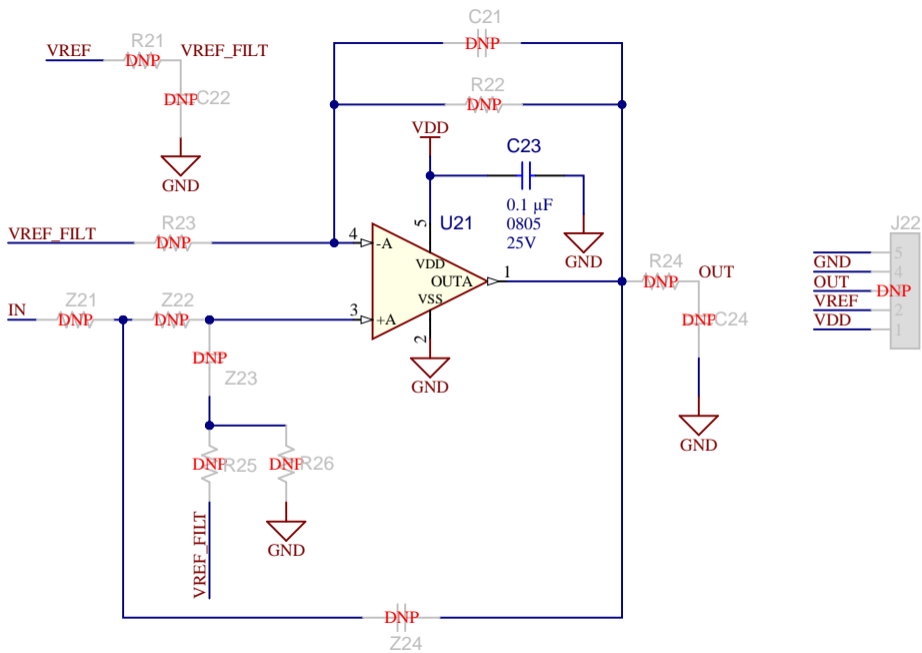 C21
DNP
R21
VREF
VREF_FILT
DNP
R22
DNP
DNP
C22
VDD
C23
GND
0.1 µF
0805
25V
5
U21
R23
VREF_FILT
DNP
4
-A
VDD
GND
J22
5
GND
4
OUT
DNP
VREF
2
VDD
1
OUTA
1
R24
OUT
DNP
VSS
IN
Z21
DNP
Z22
DNP
3
+A
2
GND
DNP
C24
DNP
Z23
GND
DNP
R25
DNP
R26
VREF_FILT
GND
DNP
Z24